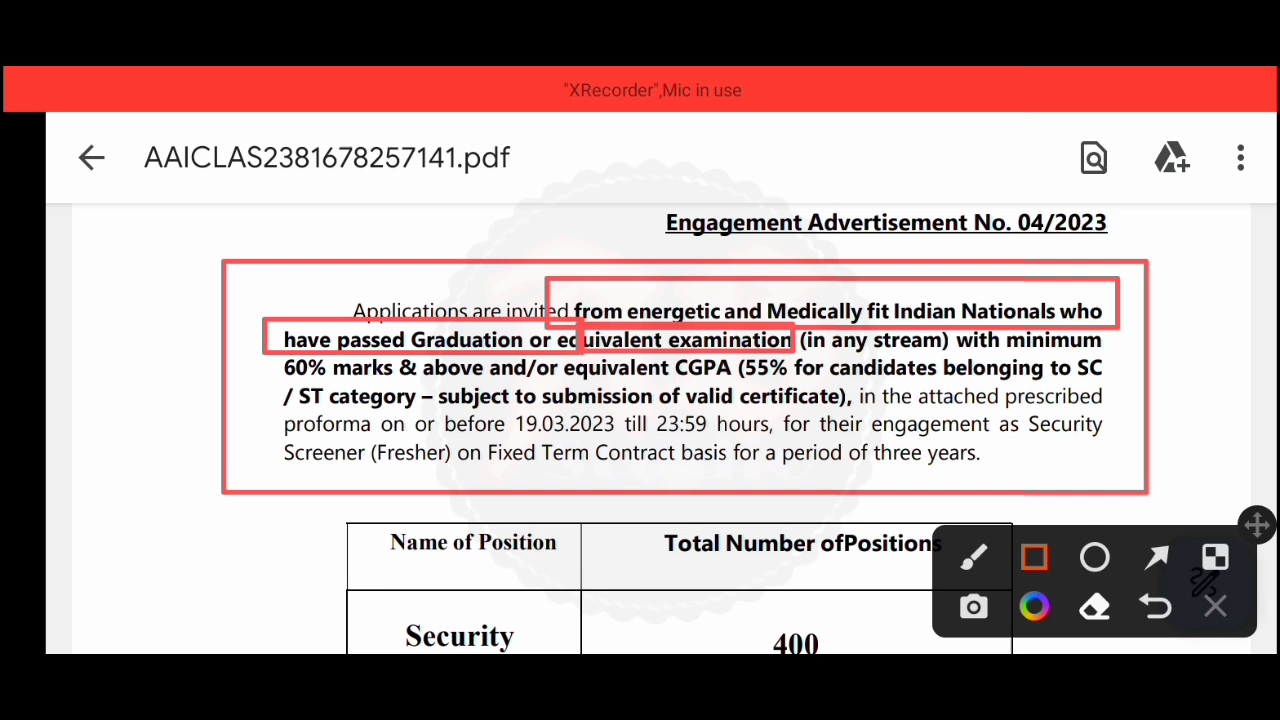 "XRecorder",Mic in use
AAICLAS2381678257141.pdf
Engagement Advertisement No. 04/2023
Applications are invited from energetic and Medically fit Indian Nationals who
have passed Graduation or equivalent examination (in any stream) with minimum
60% marks & above and/or equivalent CGPA (55% for candidates belonging to SC
/ ST category – subject to submission of valid certificate), in the attached prescribed
proforma on or before 19.03.2023 till 23:59 hours, for their engagement as Security
Screener (Fresher) on Fixed Term Contract basis for a period of three years.
Name of Position Total Number ofPositions
Security 400